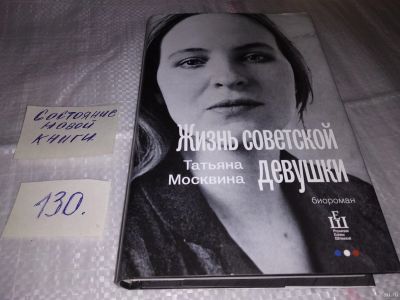 Состояние
новой
книги
130.
Жизнь советской
Татьяна
Москвина
девушки
биороман